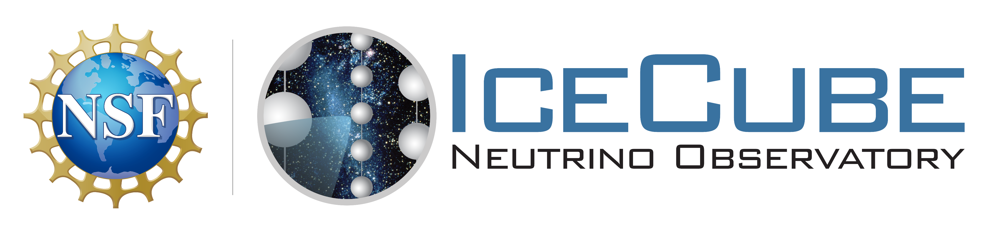 NSF
ICECUBE
NEUTRINO OBSERVATORY